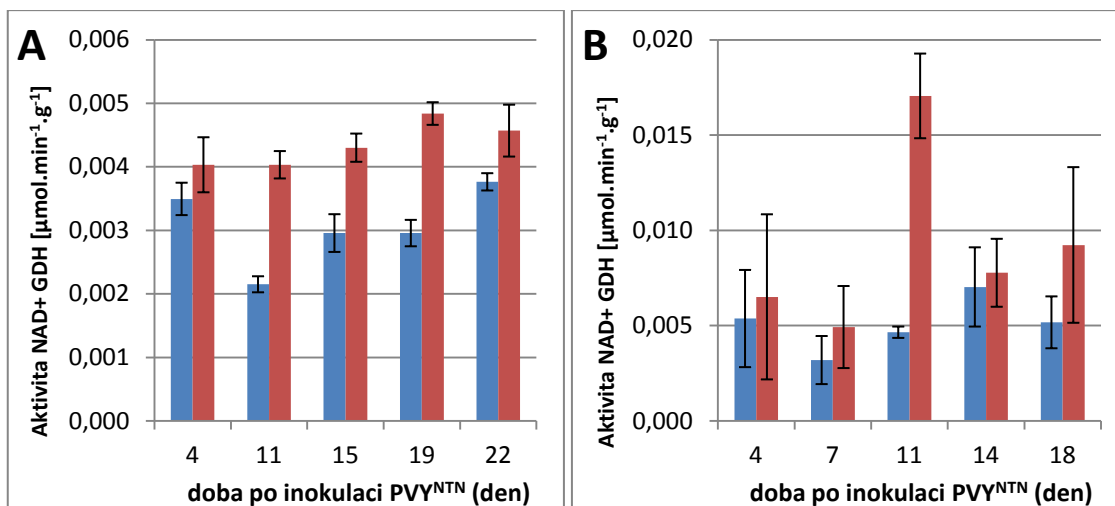 A
Aktivita NAD+ GDH [µmol.min⁻¹.g⁻¹]
0,006
0,005
0,004
0,003
0,002
0,001
0,000
4 11 15 19 22
doba po inokulaci PVYᴺᵀᴺ (den)
B
Aktivita NAD+ GDH [µmol.min⁻¹.g⁻¹]
0,020
0,015
0,010
0,005
0,000
4 7 11 14 18
doba po inokulaci PVYᴺᵀᴺ (den)